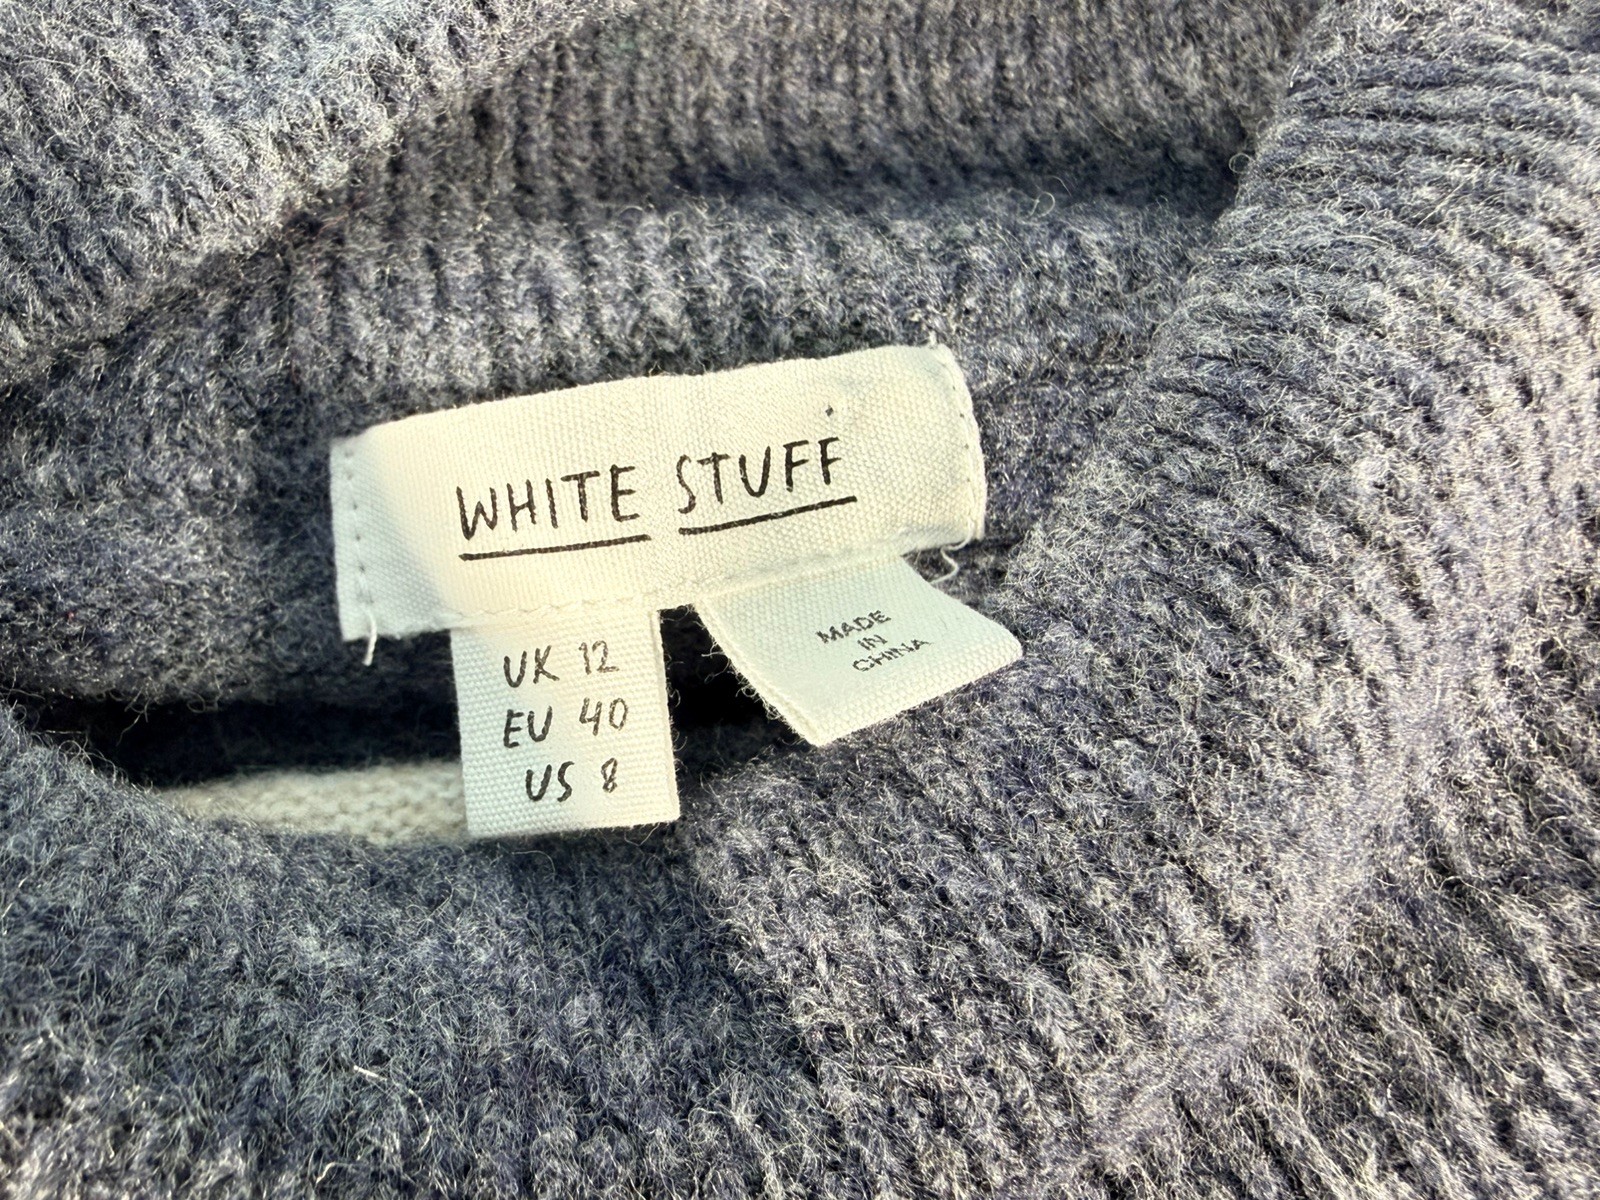 WHITE STUFF
UK 12
EU 40
US 8
MADE
IN
CHINA